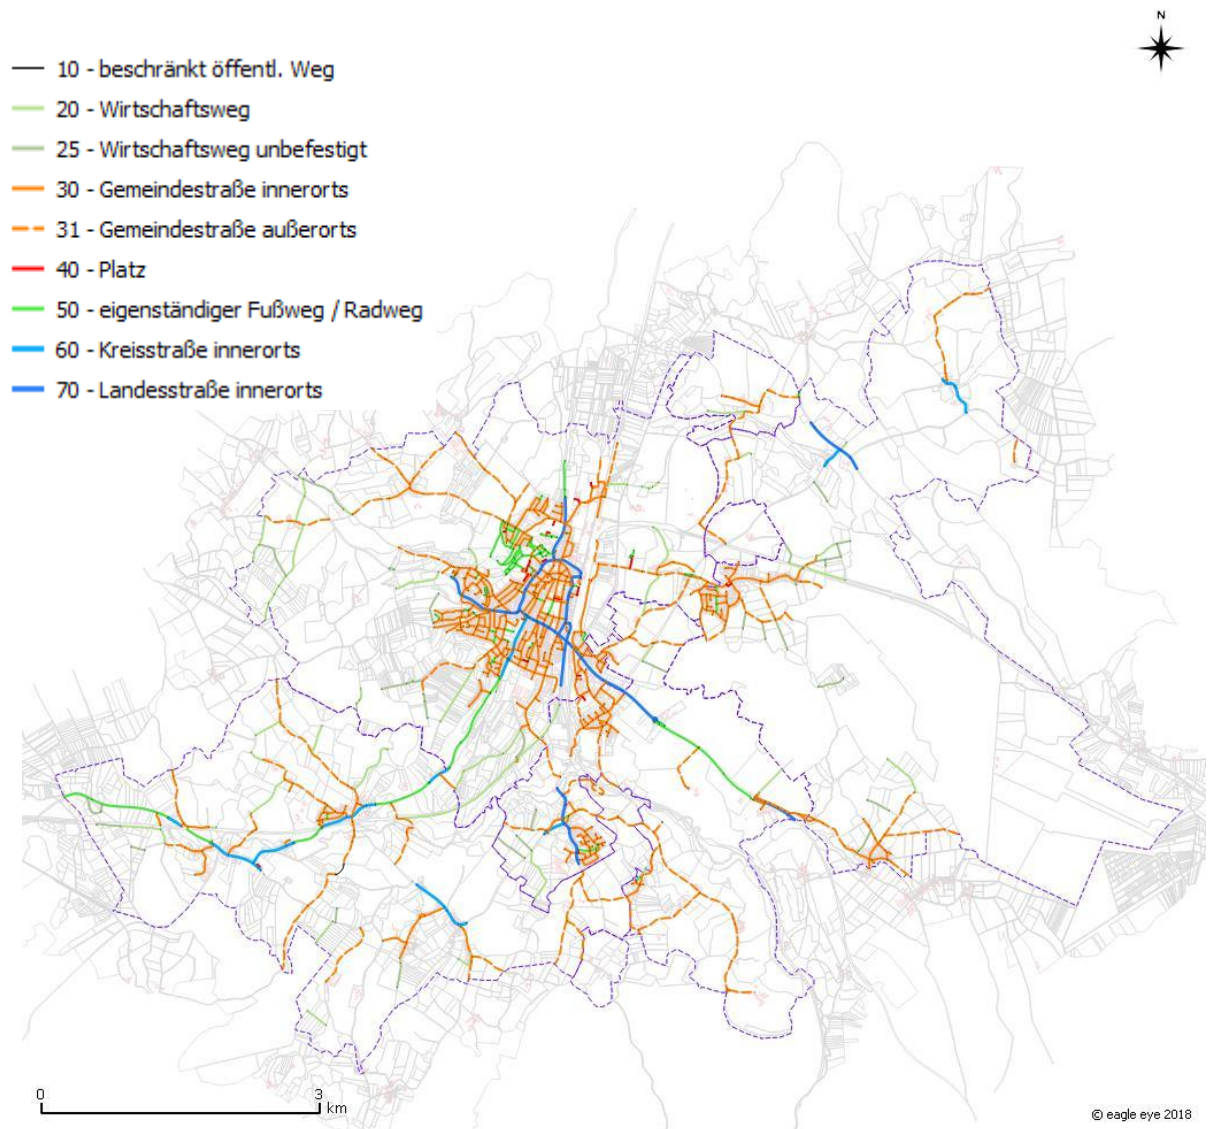 N
10 - beschränkt öffentl. Weg
20 - Wirtschaftsweg
25 - Wirtschaftsweg unbefestigt
30 - Gemeindestraße innerorts
31 - Gemeindestraße außerorts
40 - Platz
50 - eigenständiger Fußweg / Radweg
60 - Kreisstraße innerorts
70 - Landesstraße innerorts
0 3
km
© eagle eye 2018